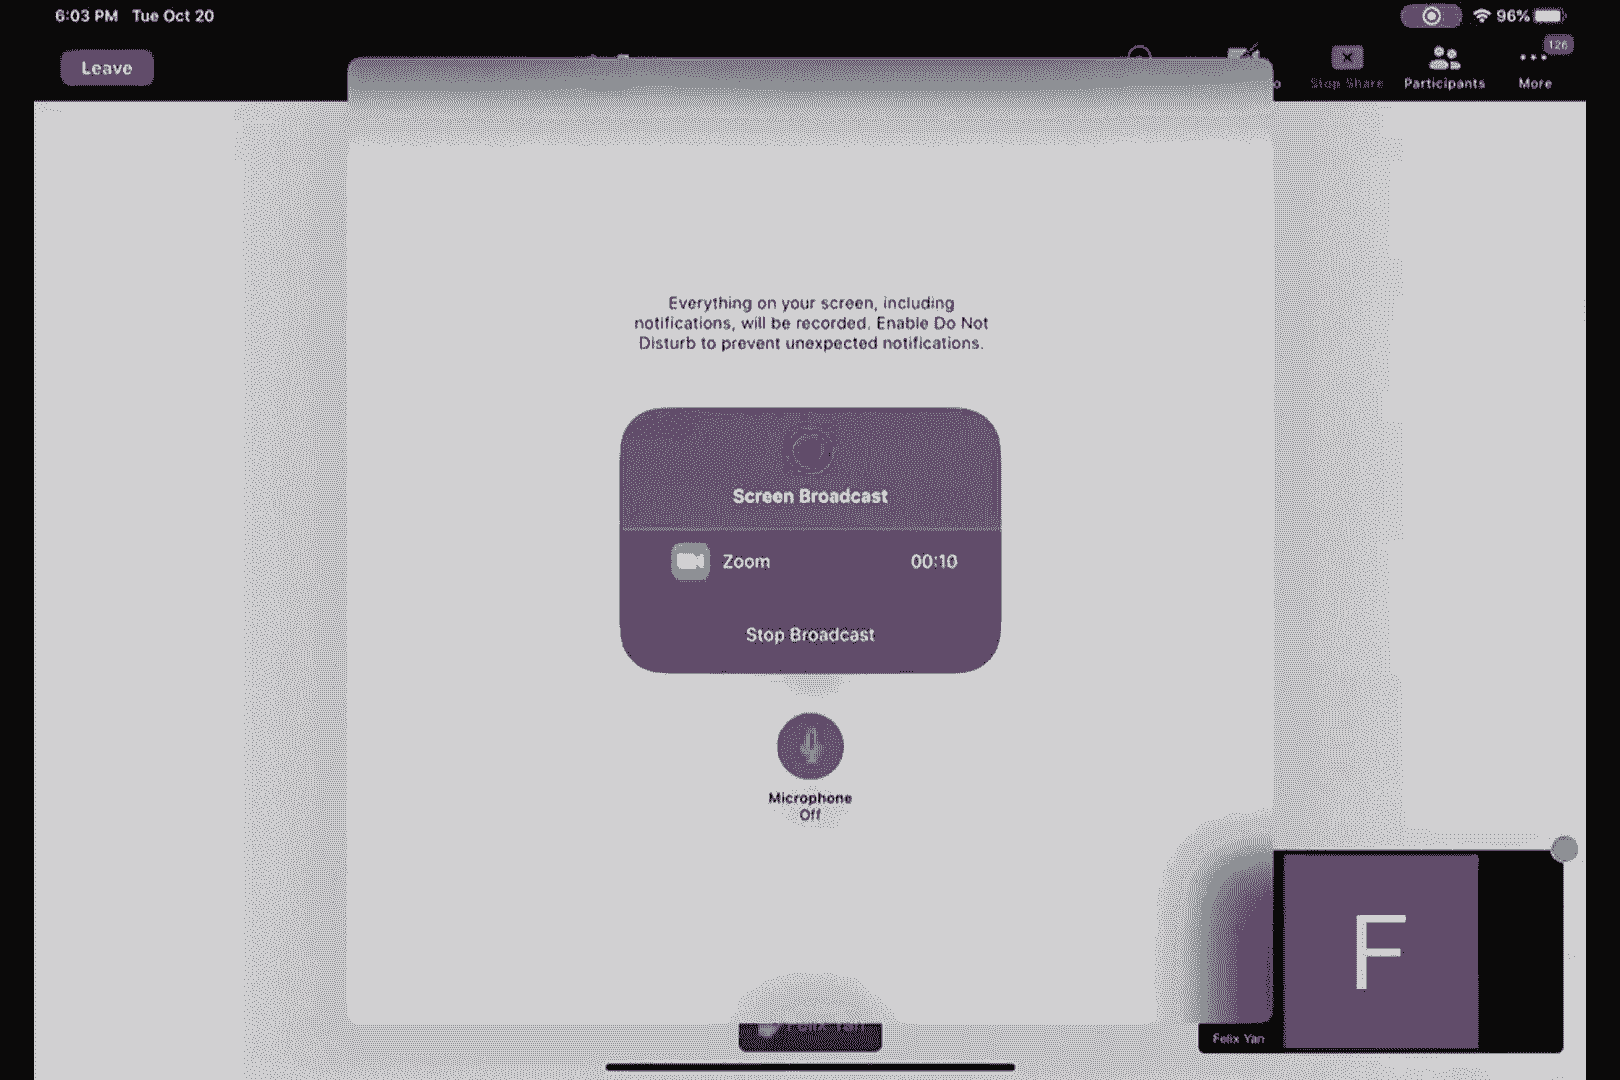 6:03 PM Tue Oct 20
96%
Leave
126
Stop Share
Participants
More
Everything on your screen, including
notifications, will be recorded. Enable Do Not
Disturb to prevent unexpected notifications.
Screen Broadcast
Zoom 00:10
Stop Broadcast
Microphone
Off
F
Felix Yan
Felix Yan